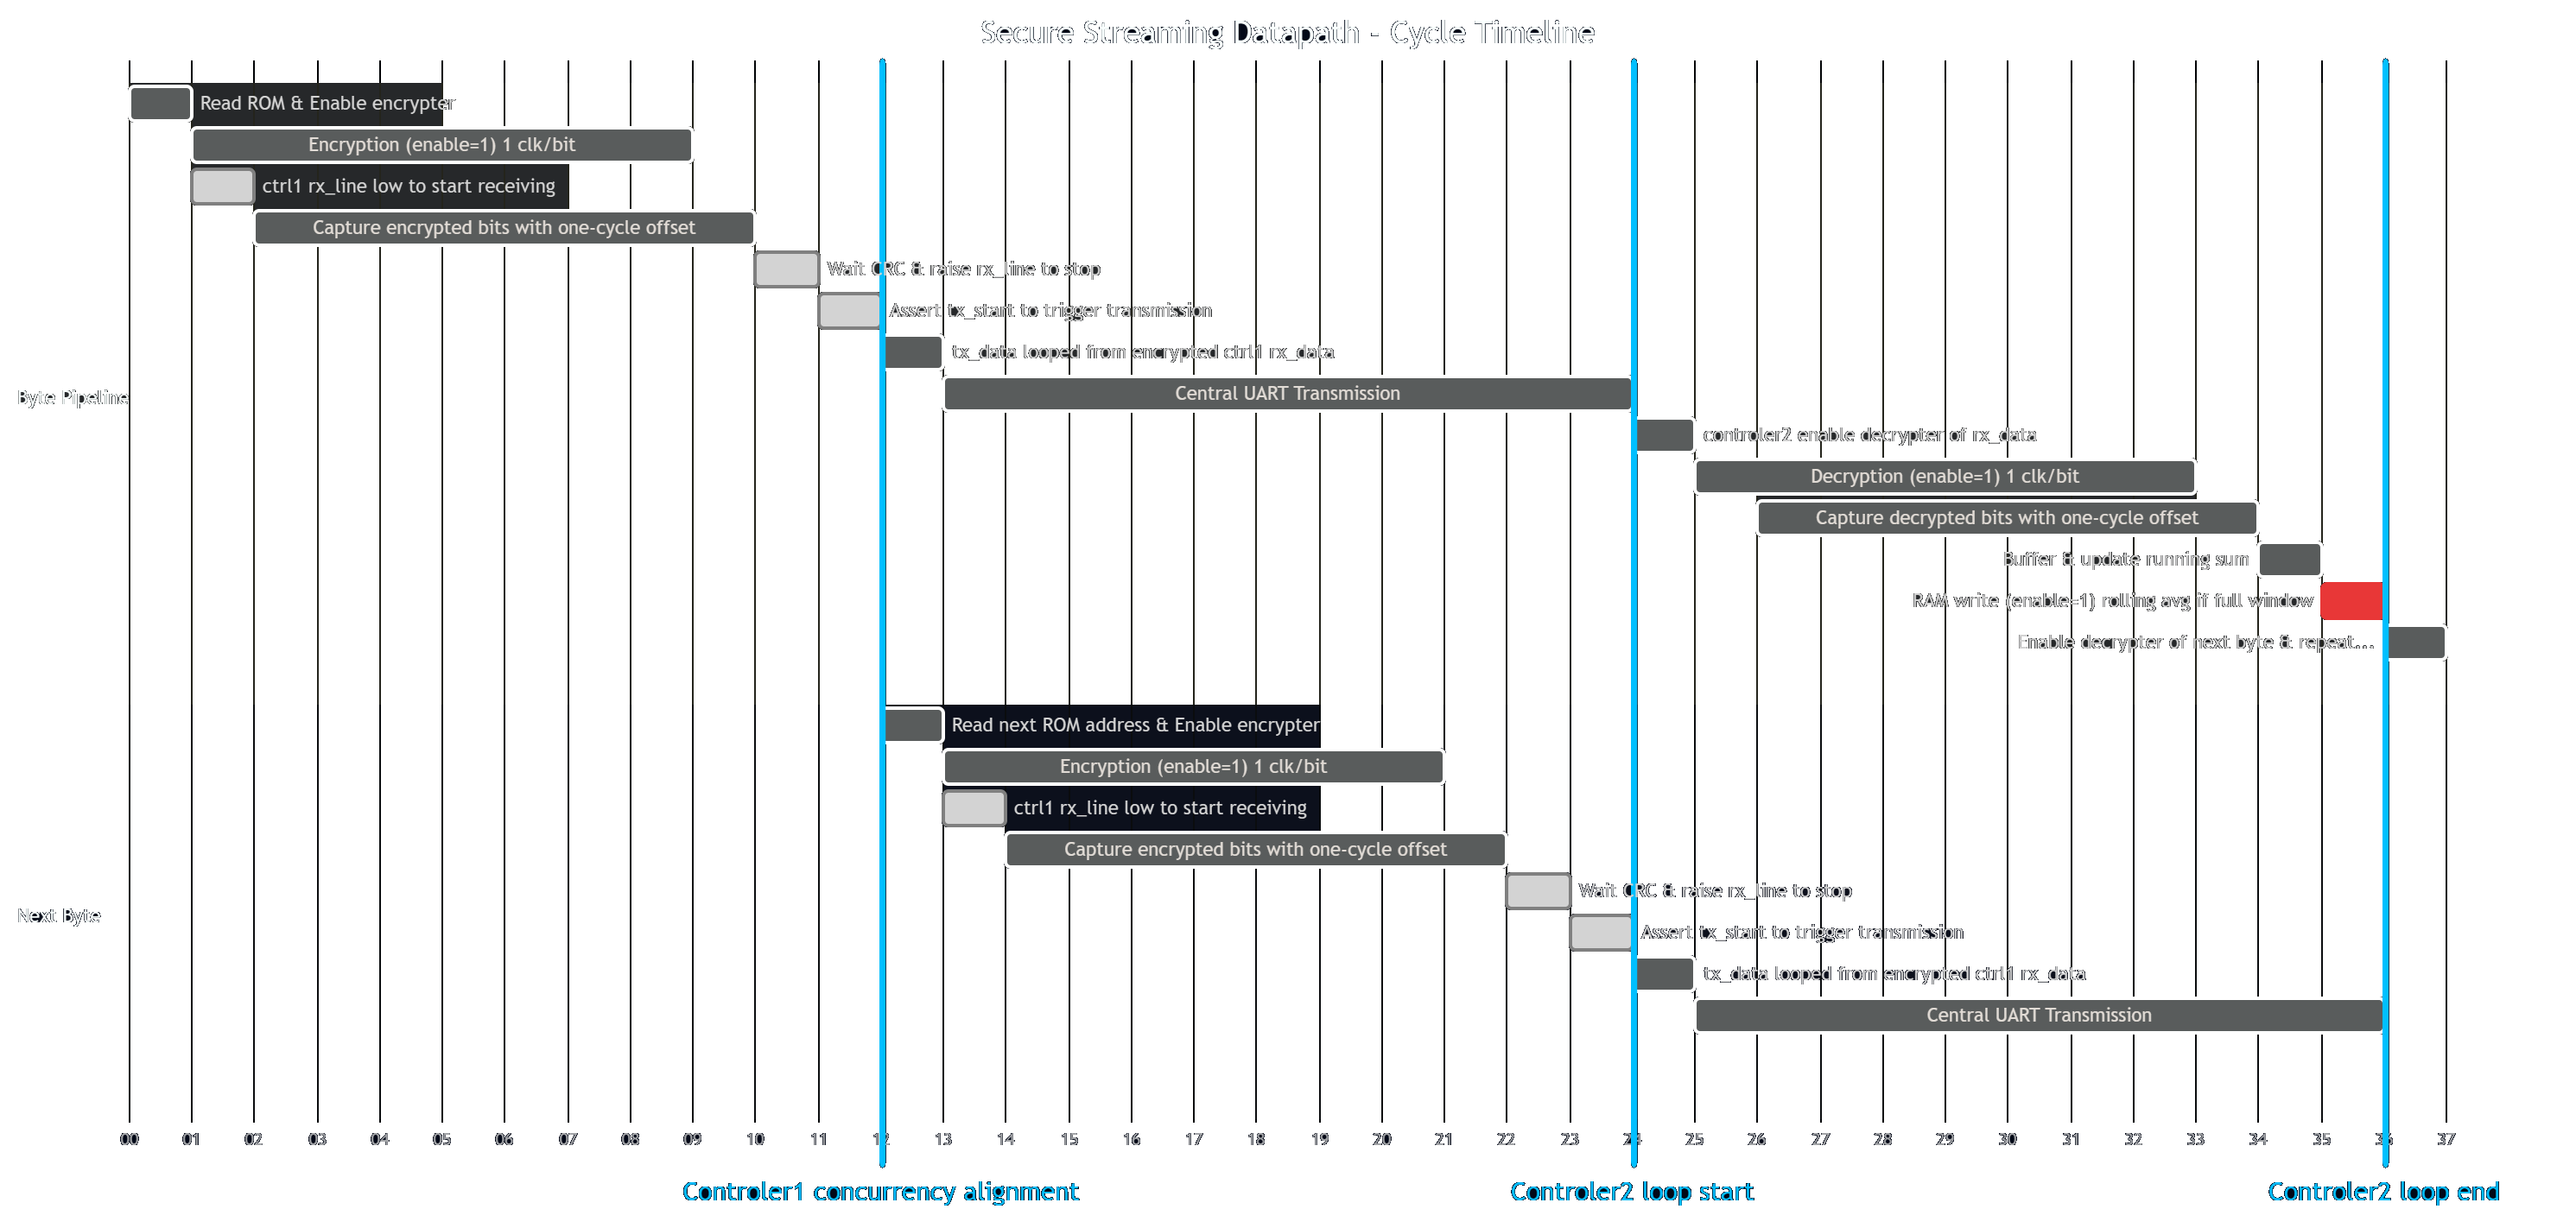 Secure Streaming Datapath - Cycle Timeline
Read ROM & Enable encrypter
Encryption (enable=1) 1 clk/bit
ctrl1 rx_line low to start receiving
Capture encrypted bits with one-cycle offset
Wait CRC & raise rx_line to stop
Assert tx_start to trigger transmission
tx_data looped from encrypted ctrl1 rx_data
Central UART Transmission
Byte Pipeline
controler2 enable decrypter of rx_data
Decryption (enable=1) 1 clk/bit
Capture decrypted bits with one-cycle offset
Buffer & update running sum
RAM write (enable=1) rolling avg if full window
Enable decrypter of next byte & repeat...
Read next ROM address & Enable encrypter
Encryption (enable=1) 1 clk/bit
ctrl1 rx_line low to start receiving
Capture encrypted bits with one-cycle offset
Wait CRC & raise rx_line to stop
Next Byte
Assert tx_start to trigger transmission
tx_data looped from encrypted ctrl1 rx_data
Central UART Transmission
00 01 02 03 04 05 06 07 08 09 10 11 12 13 14 15 16 17 18 19 20 21 22 23 24 25 26 27 28 29 30 31 32 33 34 35 36 37
Controler1 concurrency alignment Controler2 loop start Controler2 loop end